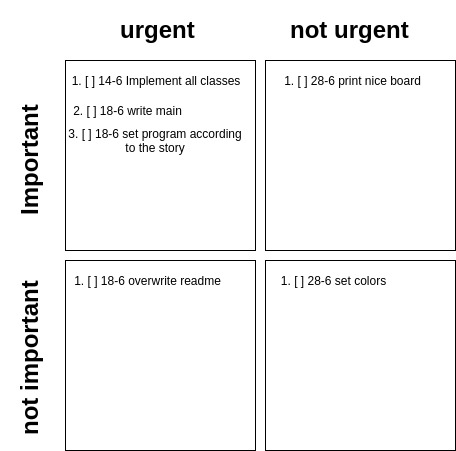 urgent
not urgent
Important
1. [ ] 14-6 Implement all classes
2. [ ] 18-6 write main
3. [ ] 18-6 set program according
to the story
1. [ ] 28-6 print nice board
not important
1. [ ] 18-6 overwrite readme
1. [ ] 28-6 set colors